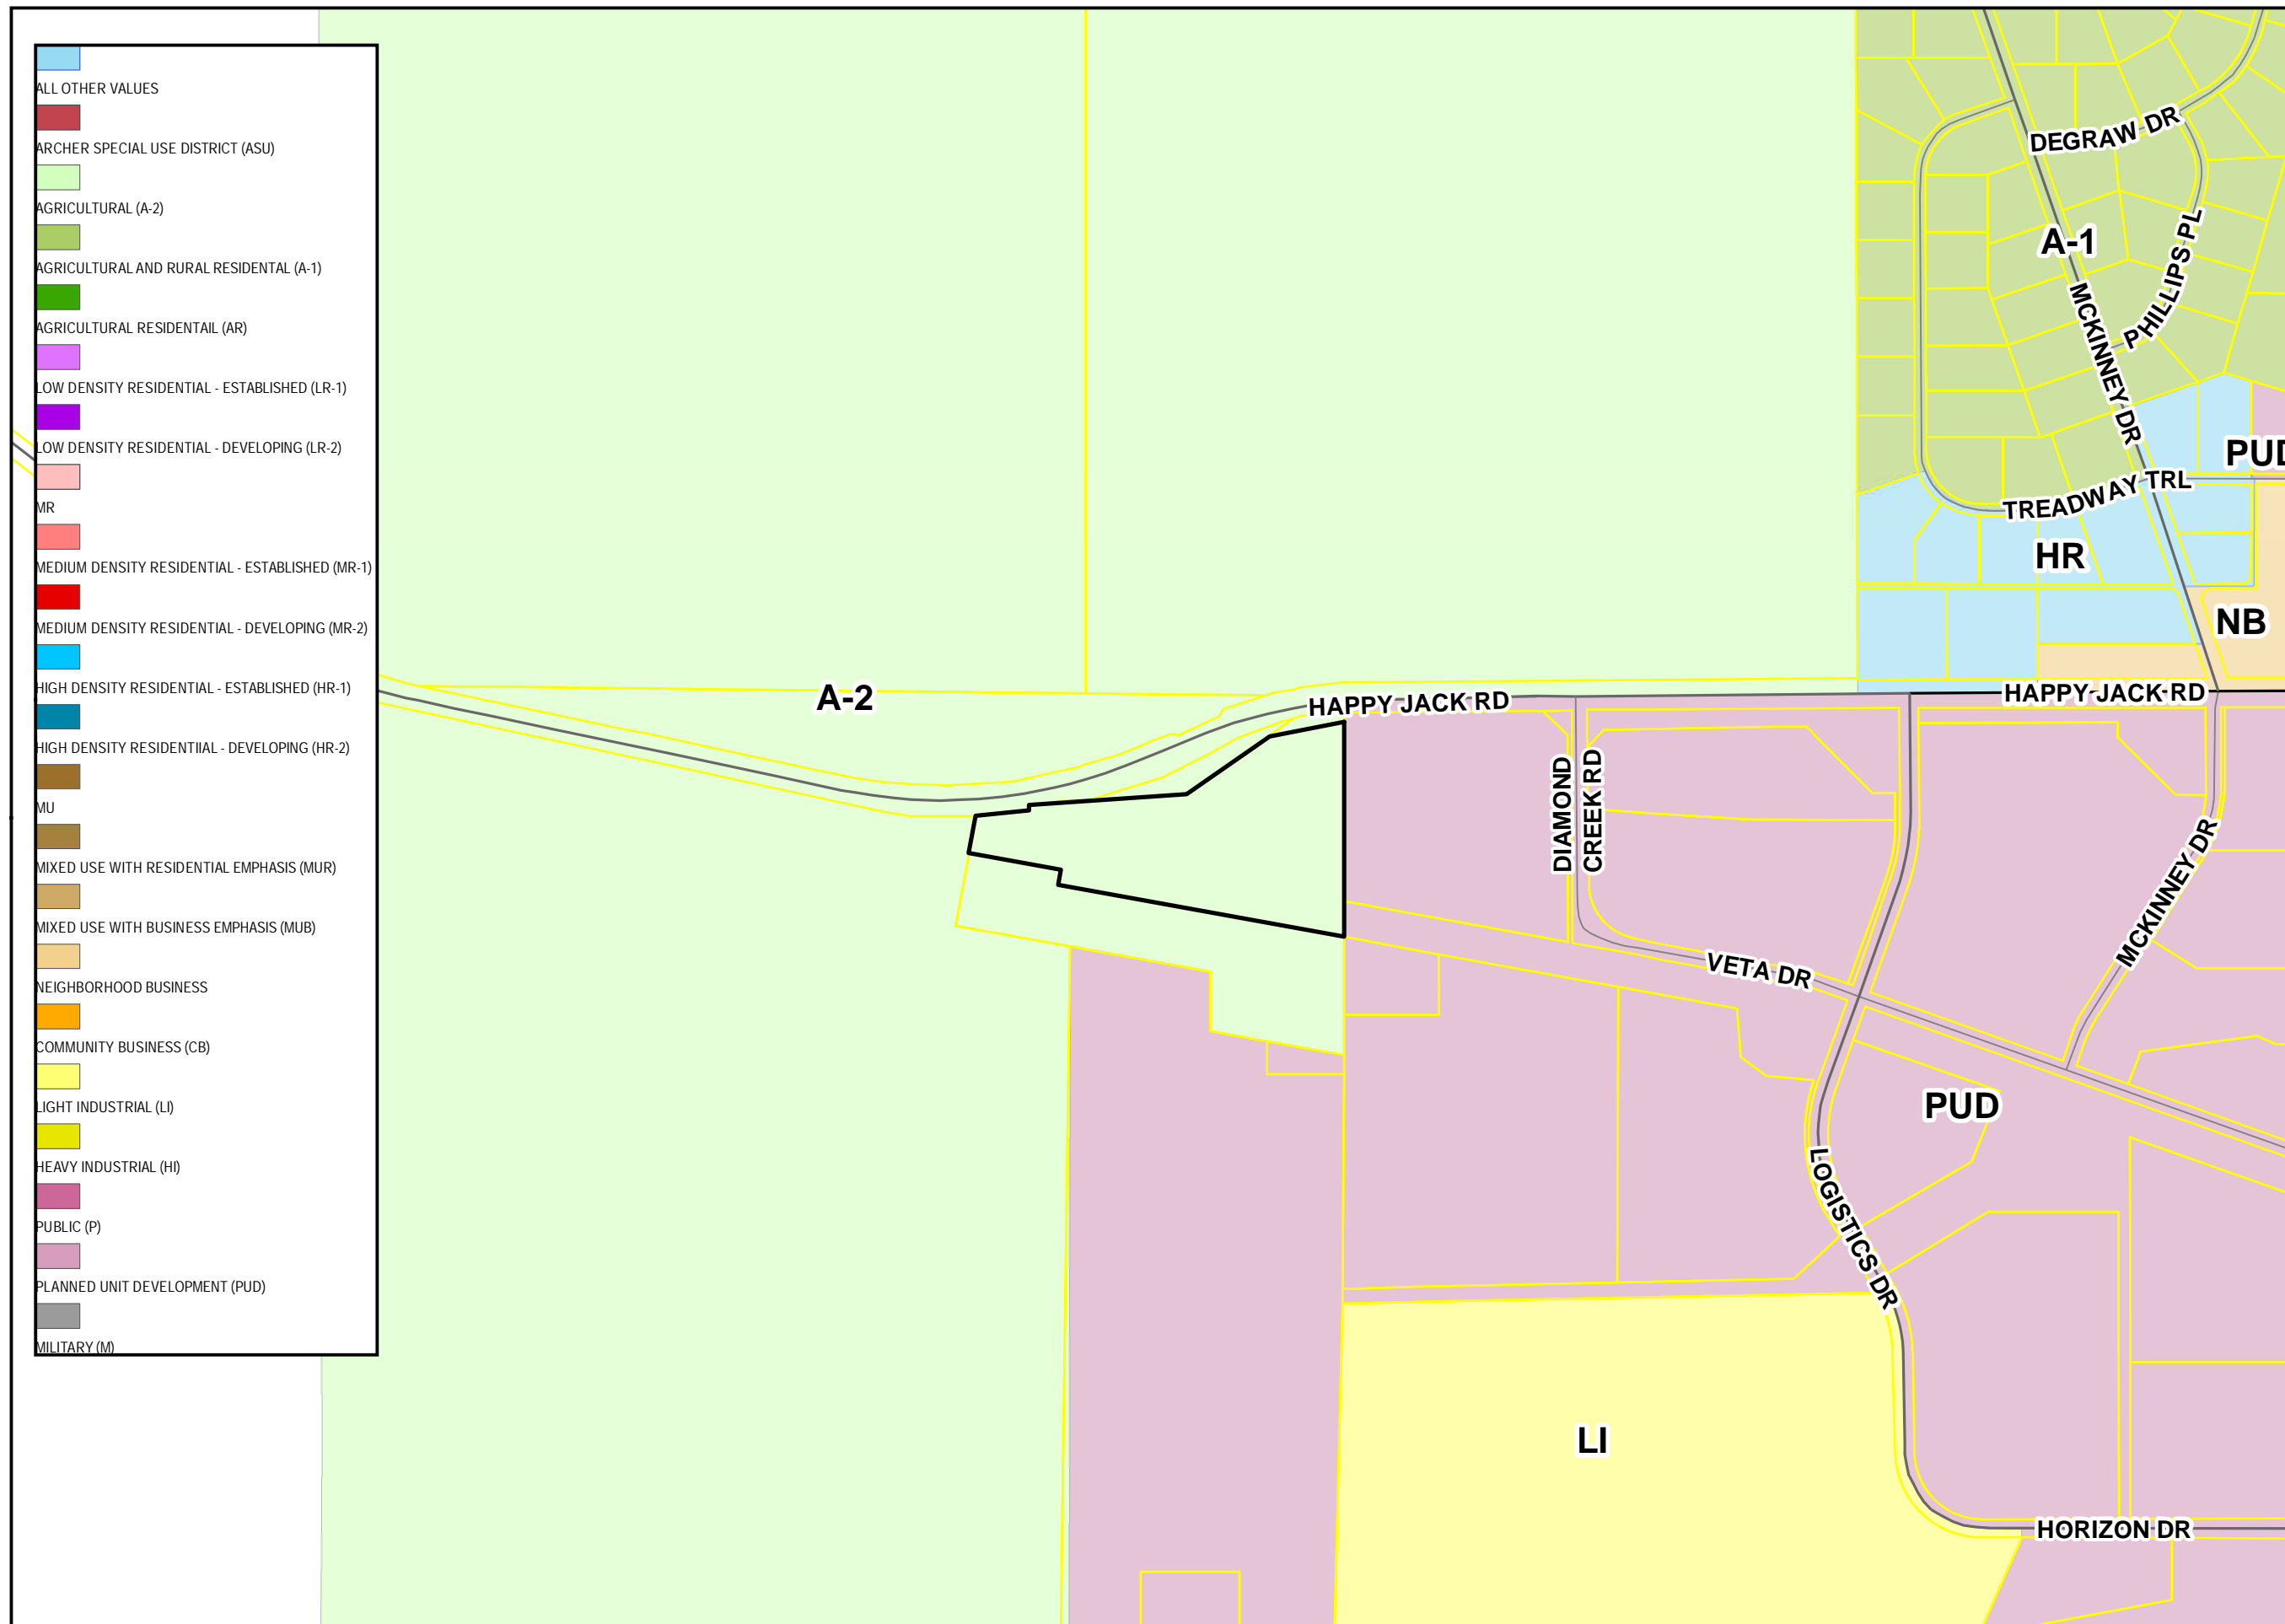 ALL OTHER VALUES
ARCHER SPECIAL USE DISTRICT (ASU)
AGRICULTURAL (A-2)
AGRICULTURAL AND RURAL RESIDENTAL (A-1)
AGRICULTURAL RESIDENTAIL (AR)
LOW DENSITY RESIDENTIAL - ESTABLISHED (LR-1)
LOW DENSITY RESIDENTIAL - DEVELOPING (LR-2)
MR
MEDIUM DENSITY RESIDENTIAL - ESTABLISHED (MR-1)
MEDIUM DENSITY RESIDENTIAL - DEVELOPING (MR-2)
HIGH DENSITY RESIDENTIAL - ESTABLISHED (HR-1)
HIGH DENSITY RESIDENTIIAL - DEVELOPING (HR-2)
MU
MIXED USE WITH RESIDENTIAL EMPHASIS (MUR)
MIXED USE WITH BUSINESS EMPHASIS (MUB)
NEIGHBORHOOD BUSINESS
COMMUNITY BUSINESS (CB)
LIGHT INDUSTRIAL (LI)
HEAVY INDUSTRIAL (HI)
PUBLIC (P)
PLANNED UNIT DEVELOPMENT (PUD)
MILITARY (M)
DEGRAW DR
A-1
PHILLIPS PL
MCKINNEY DR
PUD
TREADWAY TRL
HR
NB
A-2
HAPPY JACK RD
HAPPY JACK RD
DIAMOND
CREEK RD
MCKINNEY DR
VETA DR
PUD
LOGISTICS DR
LI
HORIZON DR